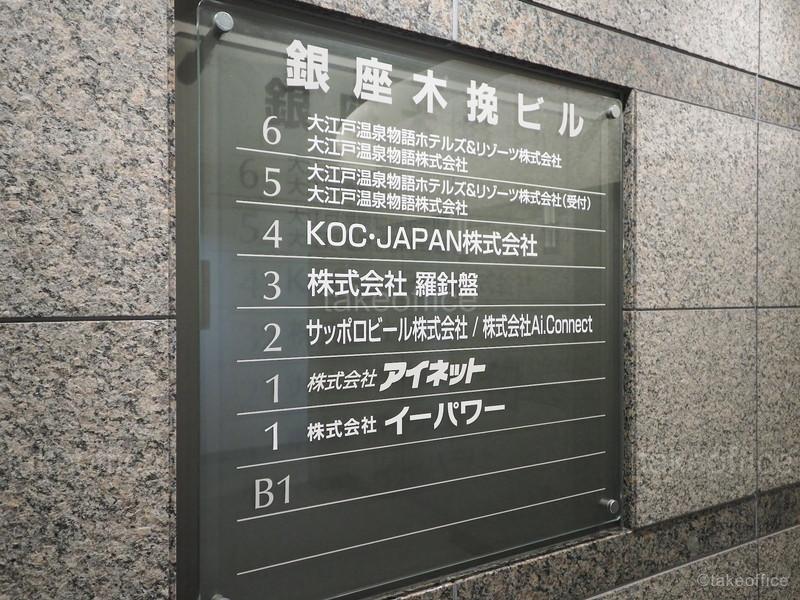 銀座木挽ビル
6 大江戸温泉物語ホテルズ&リゾーツ株式会社
大江戸温泉物語株式会社
5 大江戸温泉物語ホテルズ&リゾーツ株式会社(受付)
大江戸温泉物語株式会社
4 KOC・JAPAN株式会社
3 株式会社 羅針盤
2 サッポロビール株式会社 / 株式会社Ai.Connect
1 株式会社 アイネット
1 株式会社 イーパワー
B1
takeoffice
©takeoffice